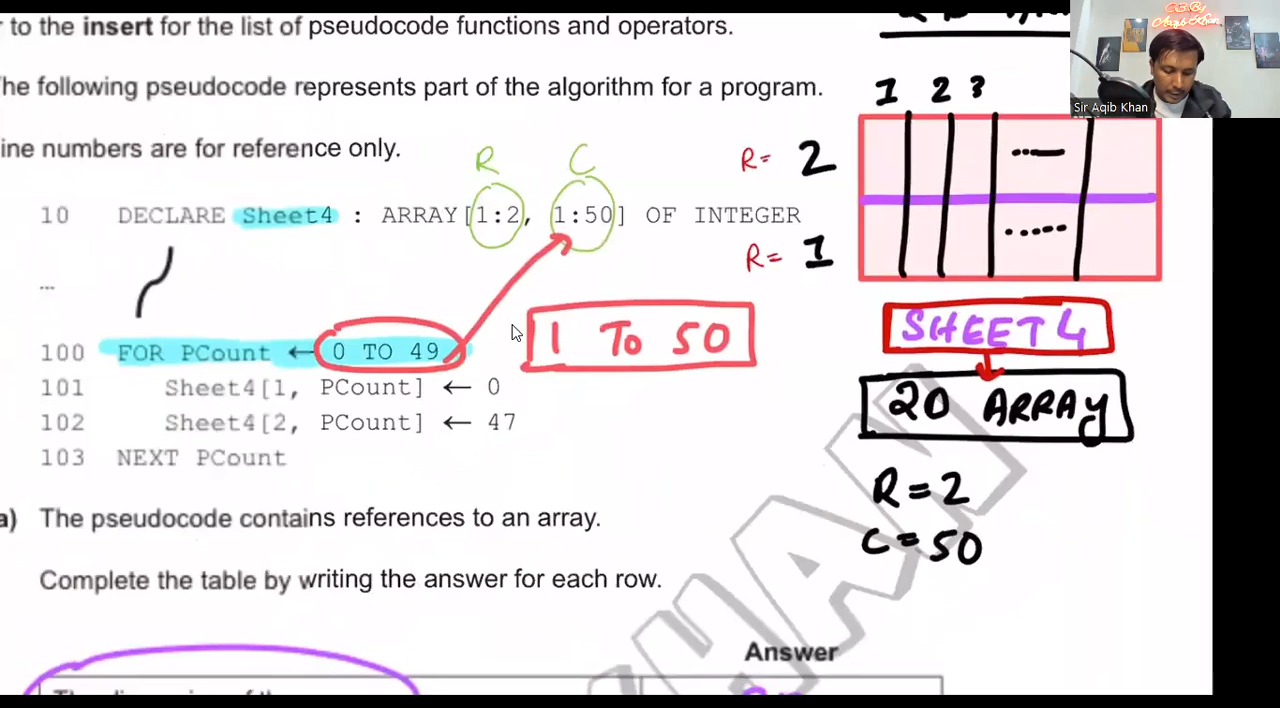 to the insert for the list of pseudocode functions and operators.
he following pseudocode represents part of the algorithm for a program.
ine numbers are for reference only.
R
C
10 DECLARE Sheet4 : ARRAY[1:2, 1:50] OF INTEGER
...
100 FOR PCount ← 0 TO 49
101 Sheet4[1, PCount] ← 0
102 Sheet4[2, PCount] ← 47
103 NEXT PCount
1 To 50
a) The pseudocode contains references to an array.
Complete the table by writing the answer for each row.
Answer
1 2 3
R= 2
R= 1
SHEET4
2D ARRAY
R=2
C=50
Sir Aqib Khan
CS By
Aqib Khan